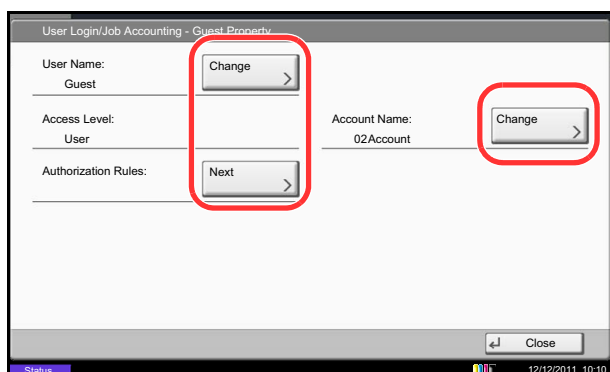 User Login/Job Accounting - Guest Property
User Name:
Guest
Change
Access Level:
User
Account Name:
02Account
Change
Authorization Rules:
Next
Close
Status
12/12/2011 10:10